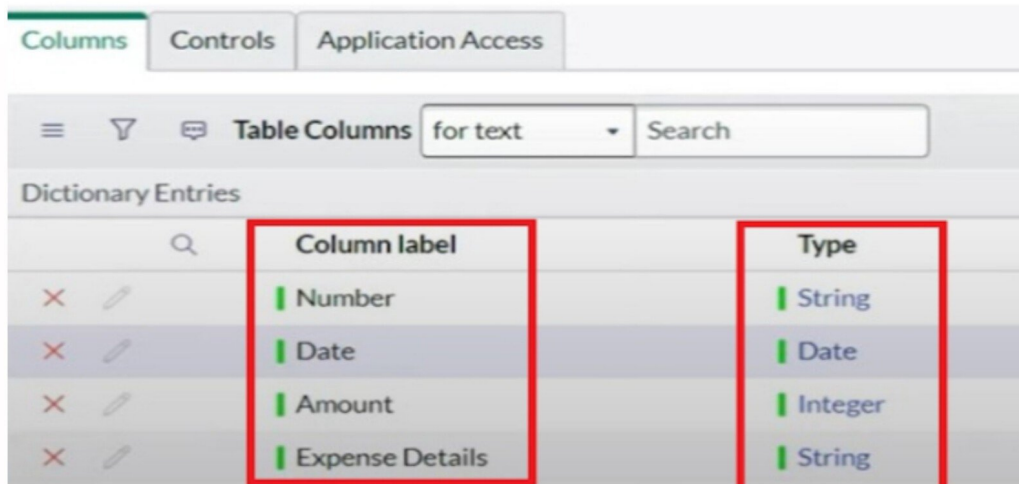 Columns Controls Application Access
Table Columns for text Search
Dictionary Entries
Column label Type
Number String
Date Date
Amount Integer
Expense Details String